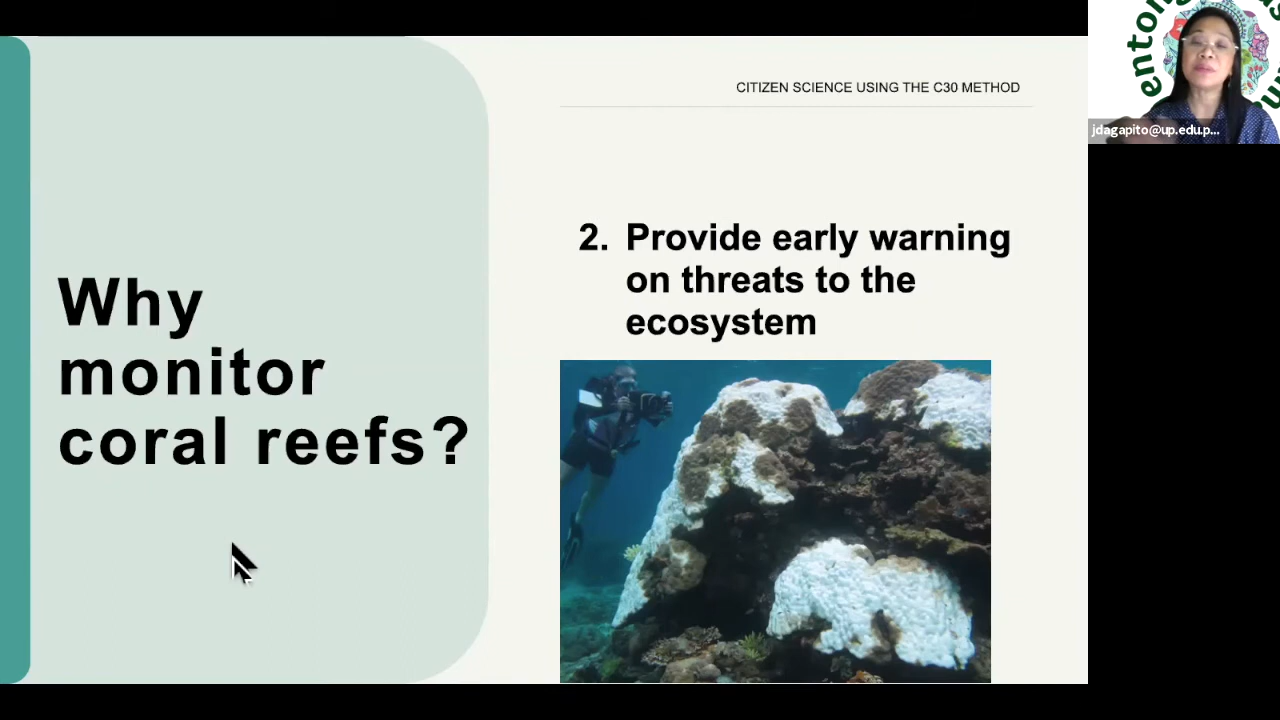 CITIZEN SCIENCE USING THE C30 METHOD
Why
monitor
coral reefs?
2. Provide early warning
on threats to the
ecosystem
jdagapito@up.edu.p...